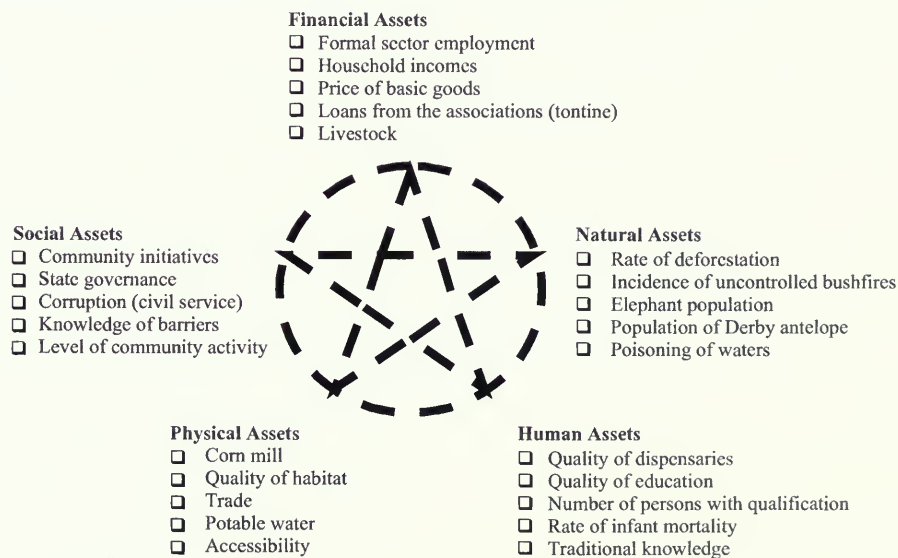 Financial Assets
❑ Formal sector employment
❑ Household incomes
❑ Price of basic goods
❑ Loans from the associations (tontine)
❑ Livestock
Social Assets
❑ Community initiatives
❑ State governance
❑ Corruption (civil service)
❑ Knowledge of barriers
❑ Level of community activity
Natural Assets
❑ Rate of deforestation
❑ Incidence of uncontrolled bushfires
❑ Elephant population
❑ Population of Derby antelope
❑ Poisoning of waters
Physical Assets
❑ Corn mill
❑ Quality of habitat
❑ Trade
❑ Potable water
❑ Accessibility
Human Assets
❑ Quality of dispensaries
❑ Quality of education
❑ Number of persons with qualification
❑ Rate of infant mortality
❑ Traditional knowledge